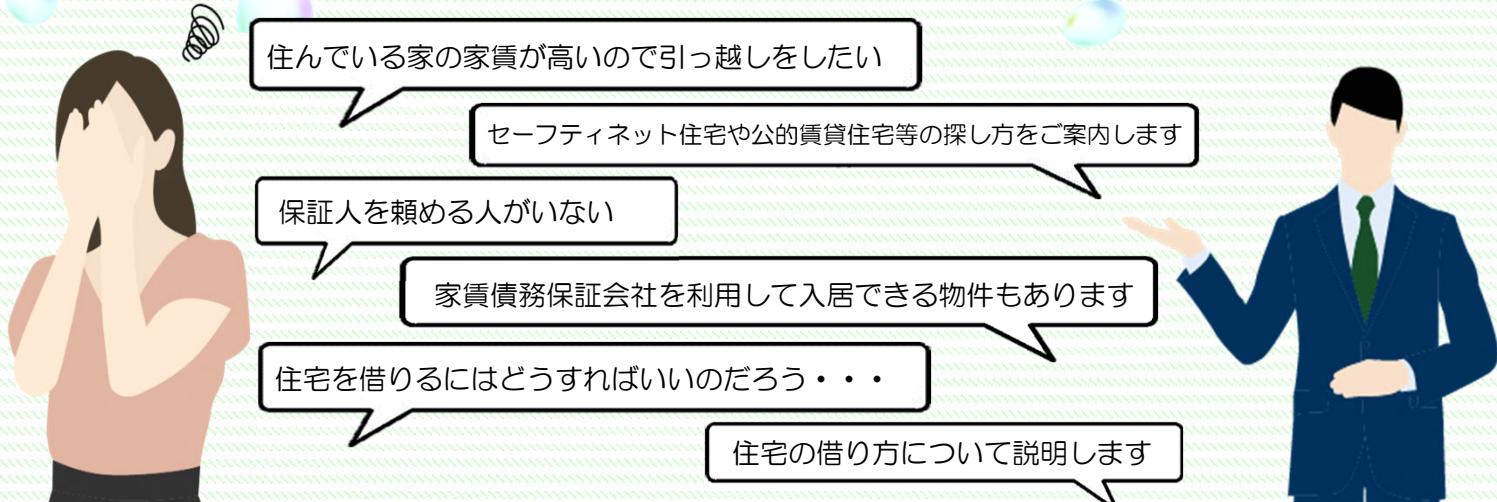 住んでいる家の家賃が高いので引っ越しをしたい
セーフティネット住宅や公的賃貸住宅等の探し方をご案内します
保証人を頼める人がいない
家賃債務保証会社を利用して入居できる物件もあります
住宅を借りるにはどうすればいいのだろう・・・
住宅の借り方について説明します